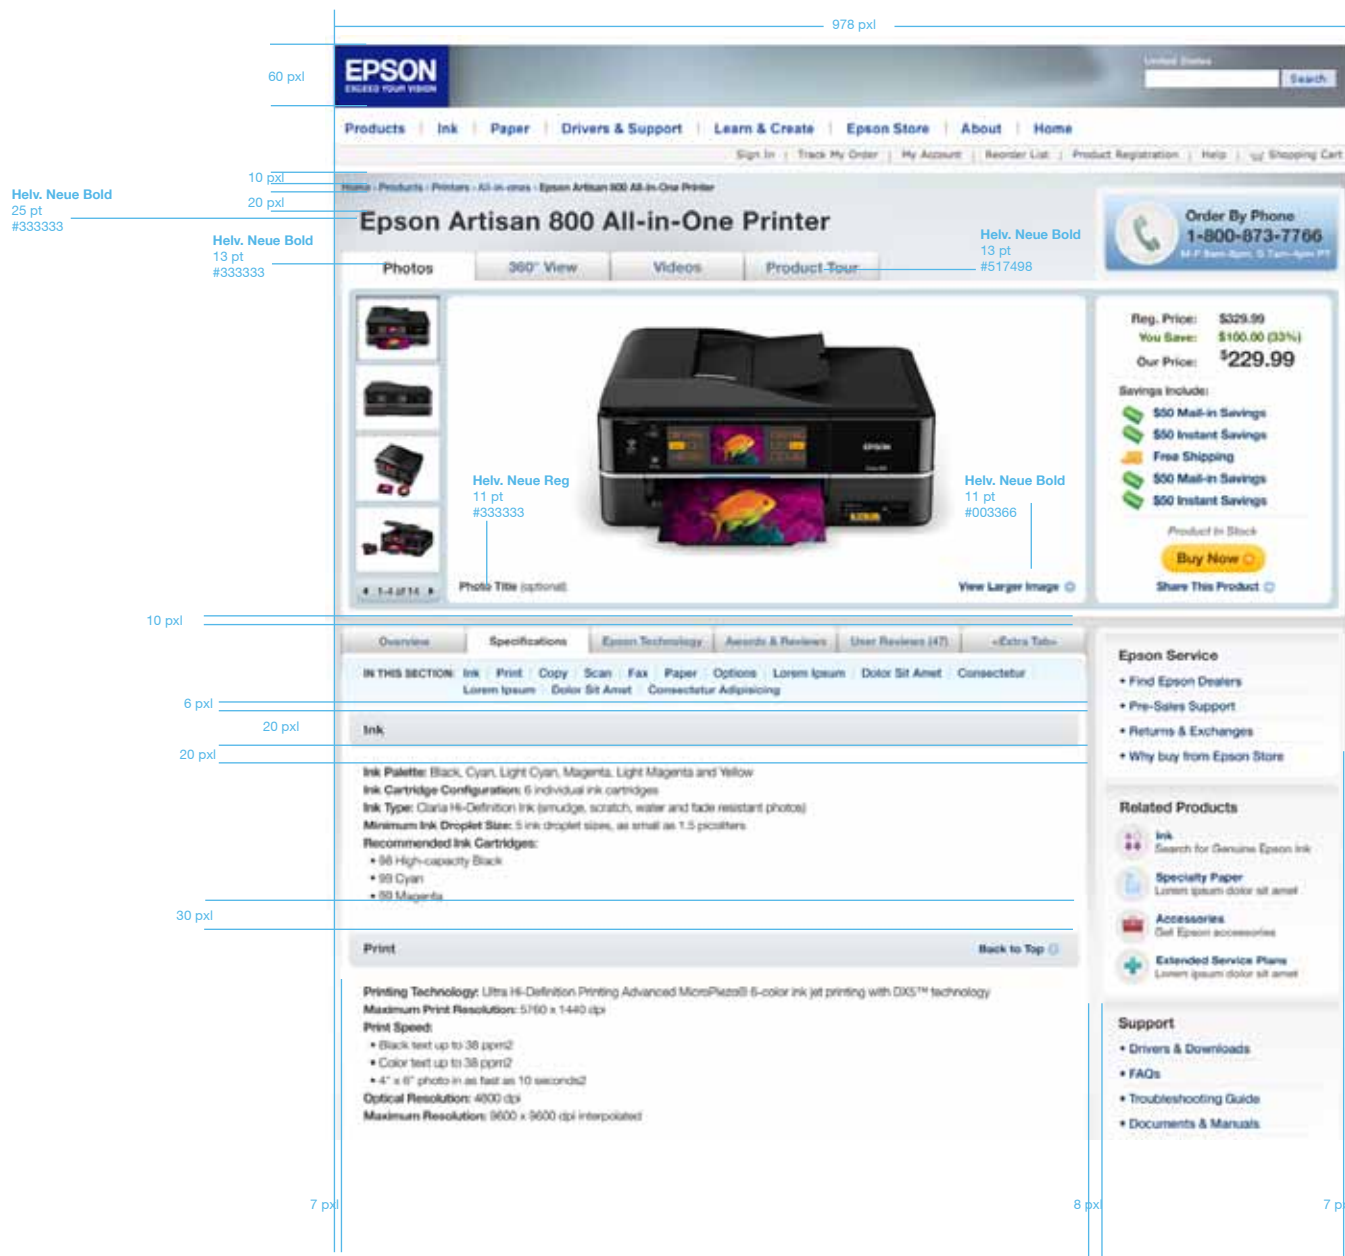 978 pxl
60 pxl
EPSON
EXCEED YOUR VISION
United States
Search
Products | Ink | Paper | Drivers & Support | Learn & Create | Epson Store | About | Home
Sign In | Track My Order | My Account | Reorder List | Product Registration | Help | Shopping Cart
10 pxl
Home › Products › Printers › All-in-ones › Epson Artisan 800 All-in-One Printer
20 pxl
Helv. Neue Bold
25 pt
#333333
Epson Artisan 800 All-in-One Printer
Helv. Neue Bold
13 pt
#333333
Helv. Neue Bold
13 pt
#517498
Order By Phone
1-800-873-7766
Photos
360° View
Videos
Product Tour
Reg. Price: $329.99
You Save: $100.00 (33%)
Our Price: $229.99
Savings Include:
$50 Mail-in Savings
$50 Instant Savings
Free Shipping
$50 Mail-in Savings
$50 Instant Savings
Product In Stock
Buy Now
Share This Product
EPSON
Helv. Neue Reg
11 pt
#333333
Helv. Neue Bold
11 pt
#003366
1-4 of 14
Photo Title (optional)
View Larger Image
10 pxl
Overview
Specifications
Epson Technology
Awards & Reviews
User Reviews (47)
«Extra Tab»
IN THIS SECTION: Ink | Print | Copy | Scan | Fax | Paper | Options | Lorem Ipsum | Dolor Sit Amet | Consectetur
Lorem Ipsum | Dolor Sit Amet | Consectetur Adipisicing
6 pxl
20 pxl
Ink
20 pxl
Ink Palette: Black, Cyan, Light Cyan, Magenta, Light Magenta and Yellow
Ink Cartridge Configuration: 6 individual ink cartridges
Ink Type: Claria Hi-Definition Ink (smudge, scratch, water and fade resistant photos)
Minimum Ink Droplet Size: 5 ink droplet sizes, as small as 1.5 picoliters
Recommended Ink Cartridges:
• 98 High-capacity Black
• 99 Cyan
• 99 Magenta
30 pxl
Print
Back to Top
Printing Technology: Ultra Hi-Definition Printing Advanced MicroPiezo® 6-color ink jet printing with DX5™ technology
Maximum Print Resolution: 5760 x 1440 dpi
Print Speed:
• Black text up to 38 ppm2
• Color text up to 38 ppm2
• 4" x 6" photo in as fast as 10 seconds2
Optical Resolution: 4800 dpi
Maximum Resolution: 9600 x 9600 dpi interpolated
Epson Service
• Find Epson Dealers
• Pre-Sales Support
• Returns & Exchanges
• Why buy from Epson Store
Related Products
Ink
Search for Genuine Epson Ink
Specialty Paper
Lorem ipsum dolor sit amet
Accessories
Get Epson accessories
Extended Service Plans
Lorem ipsum dolor sit amet
Support
• Drivers & Downloads
• FAQs
• Troubleshooting Guide
• Documents & Manuals
7 pxl
8 pxl
7 p